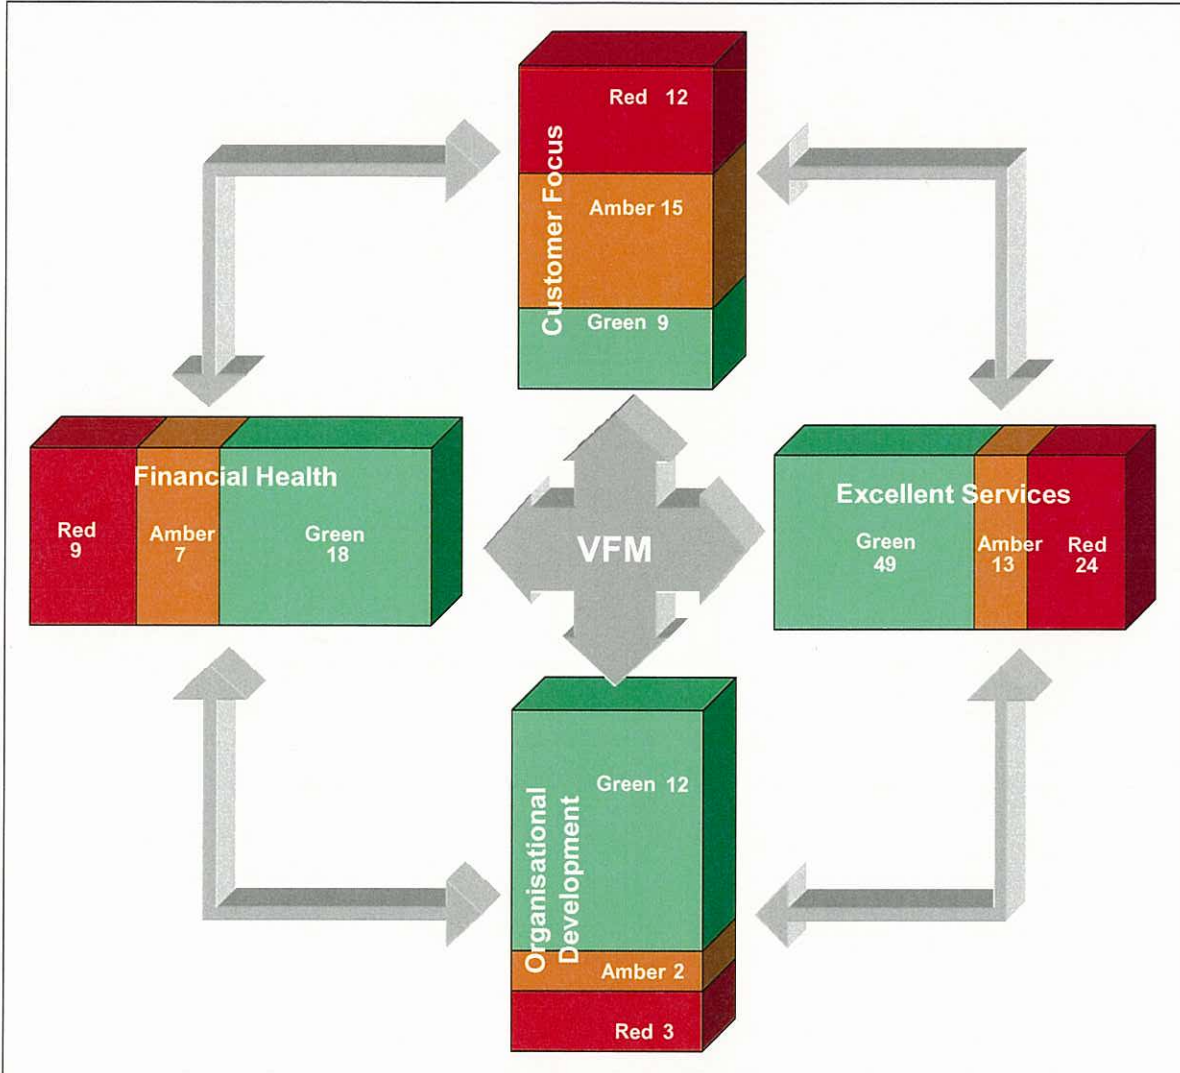 Red 12
Customer Focus
Amber 15
Green 9
Financial Health
Red
9
Amber
7
Green
18
VFM
Excellent Services
Green
49
Amber
13
Red
24
Organisational
Development
Green 12
Amber 2
Red 3